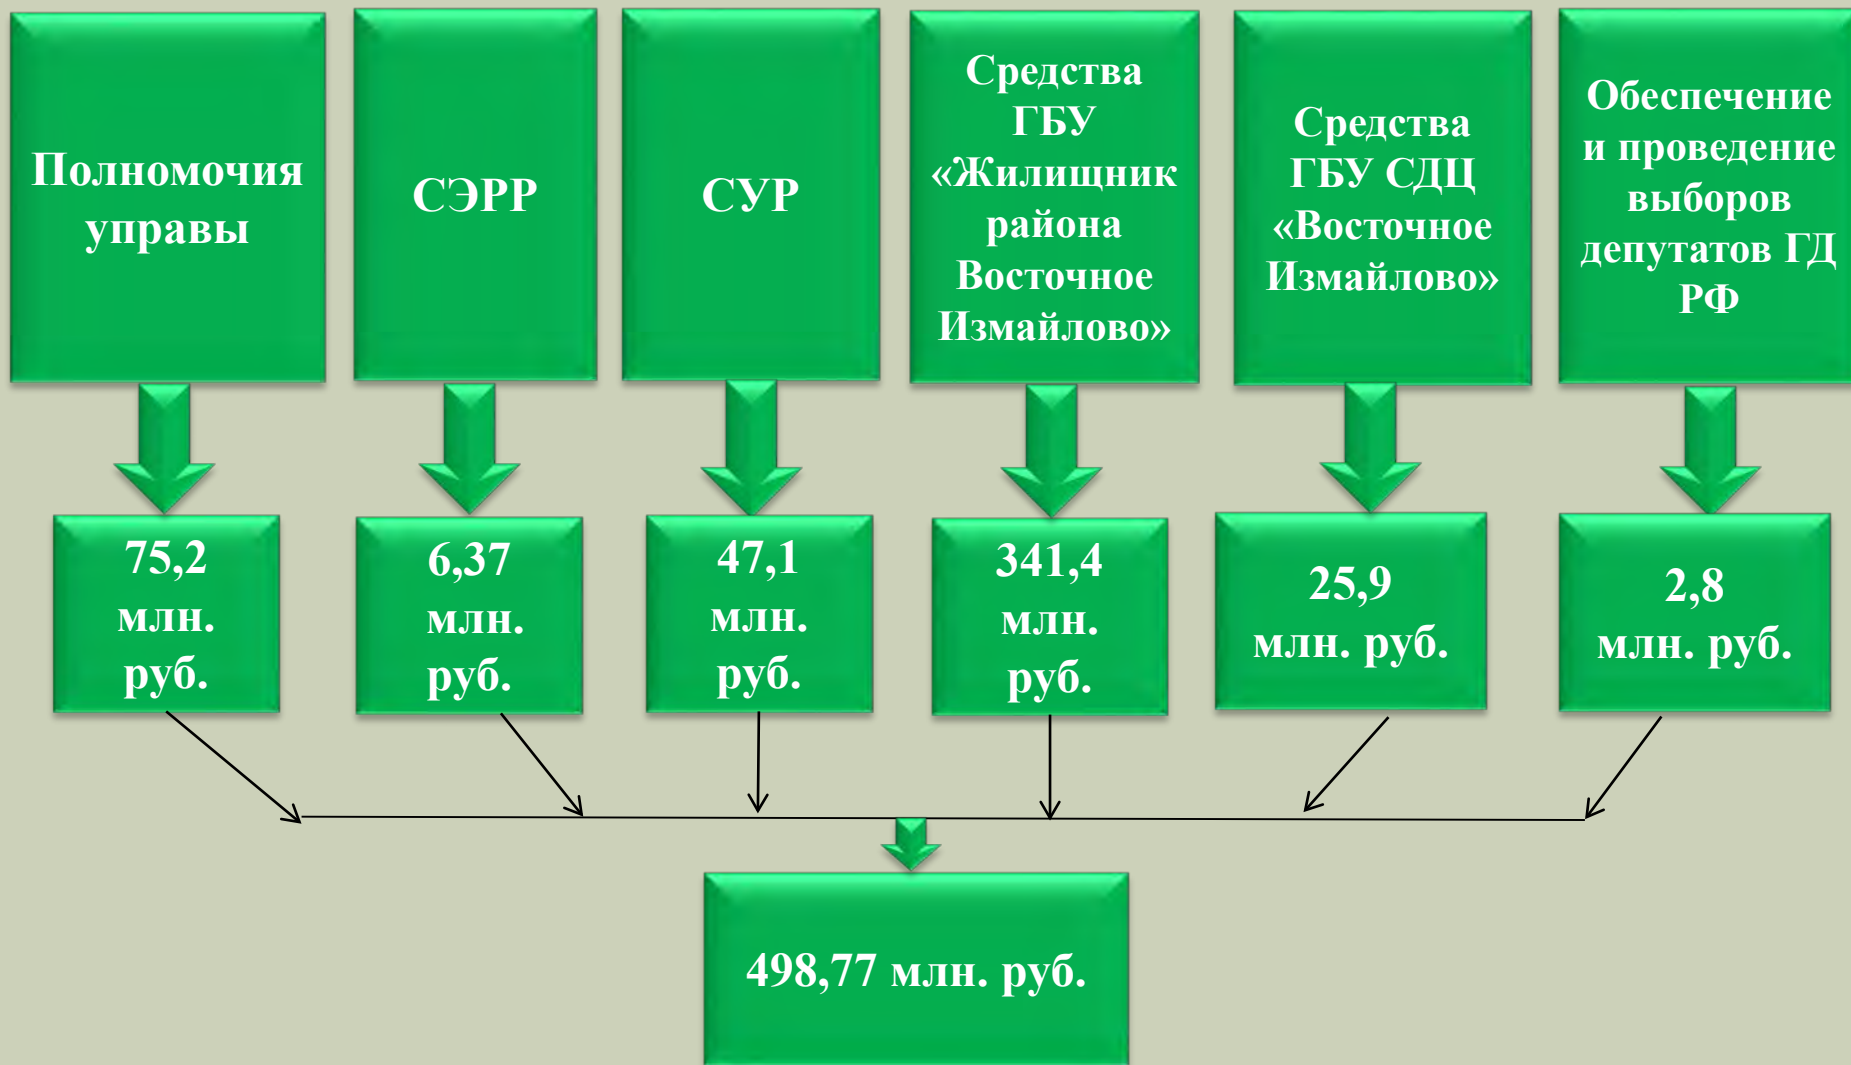 Полномочия
управы
СЭРР
СУР
Средства
ГБУ
«Жилищник
района
Восточное
Измайлово»
Средства
ГБУ СДЦ
«Восточное
Измайлово»
Обеспечение
и проведение
выборов
депутатов ГД
РФ
75,2
млн.
руб.
6,37
млн.
руб.
47,1
млн.
руб.
341,4
млн.
руб.
25,9
млн. руб.
2,8
млн. руб.
498,77 млн. руб.